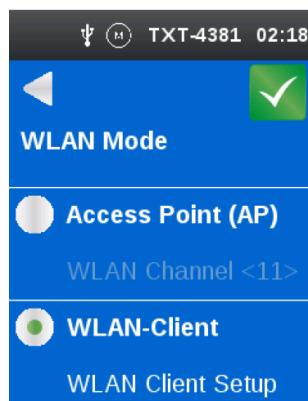 M TXT-4381 02:18
WLAN Mode
Access Point (AP)
WLAN Channel <11>
WLAN-Client
WLAN Client Setup